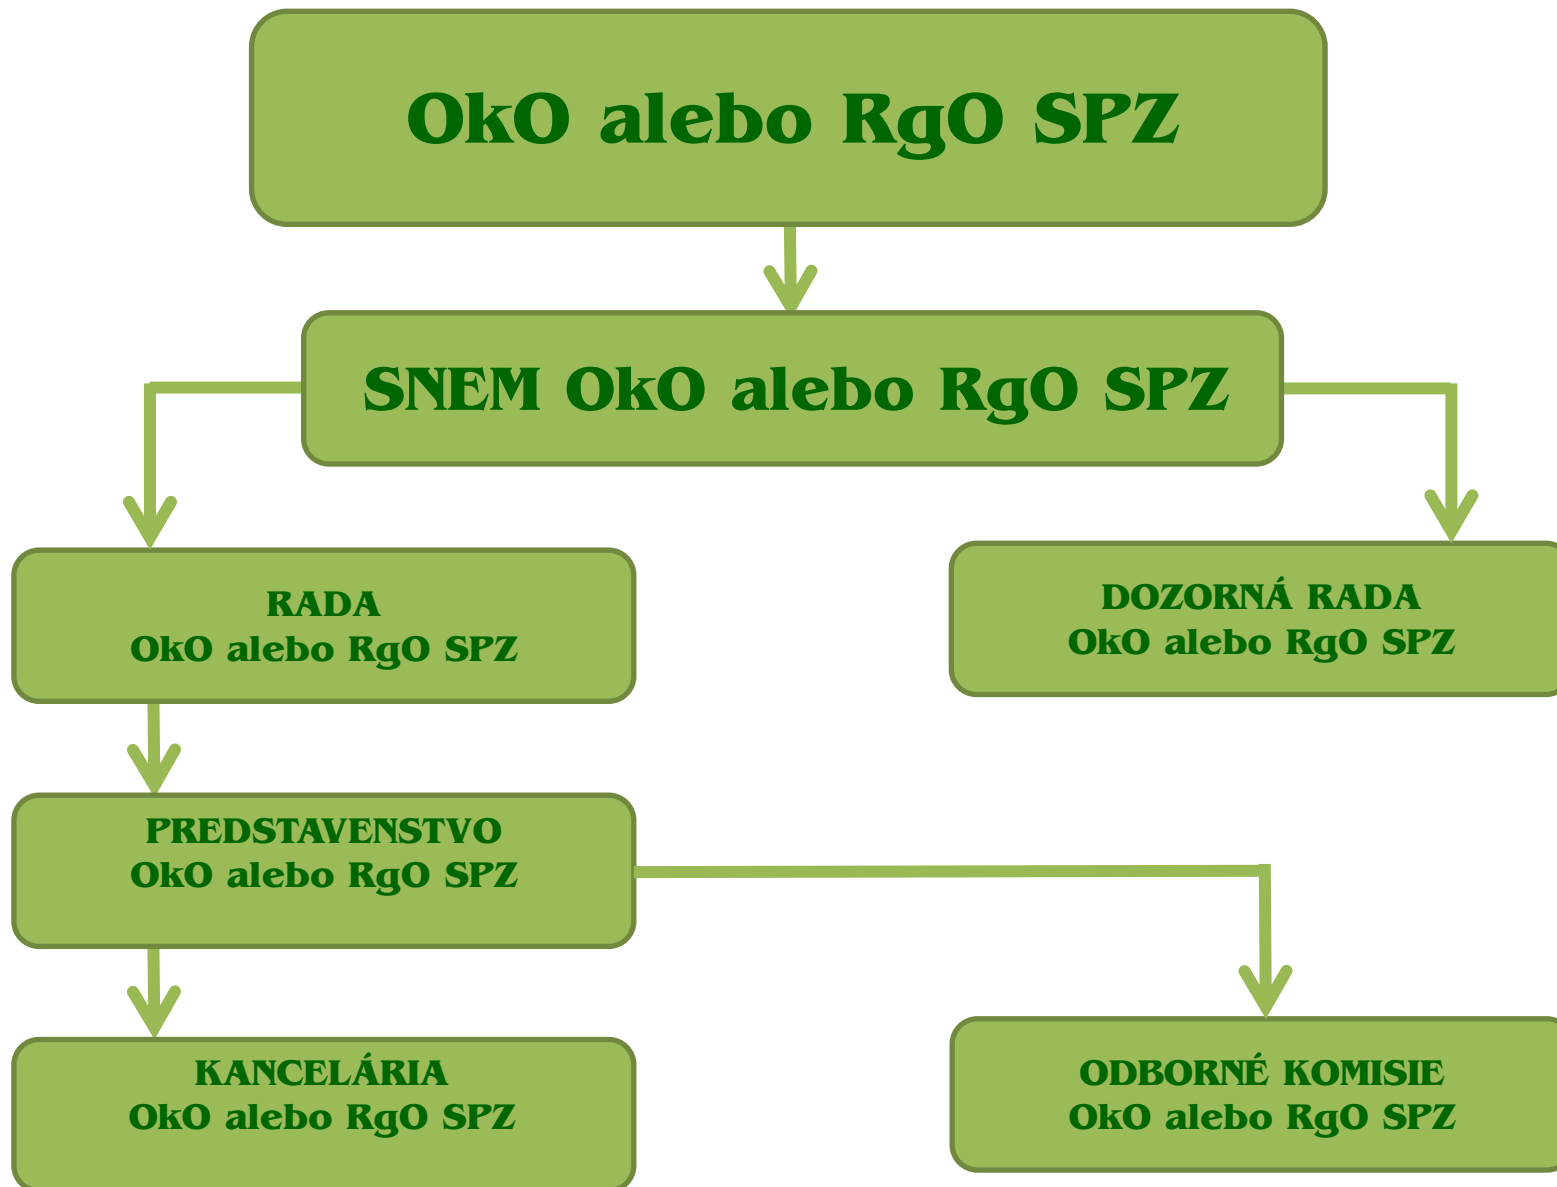 OkO alebo RgO SPZ
SNEM OkO alebo RgO SPZ
RADA
OkO alebo RgO SPZ
DOZORNÁ RADA
OkO alebo RgO SPZ
PREDSTAVENSTVO
OkO alebo RgO SPZ
KANCELÁRIA
OkO alebo RgO SPZ
ODBORNÉ KOMISIE
OkO alebo RgO SPZ